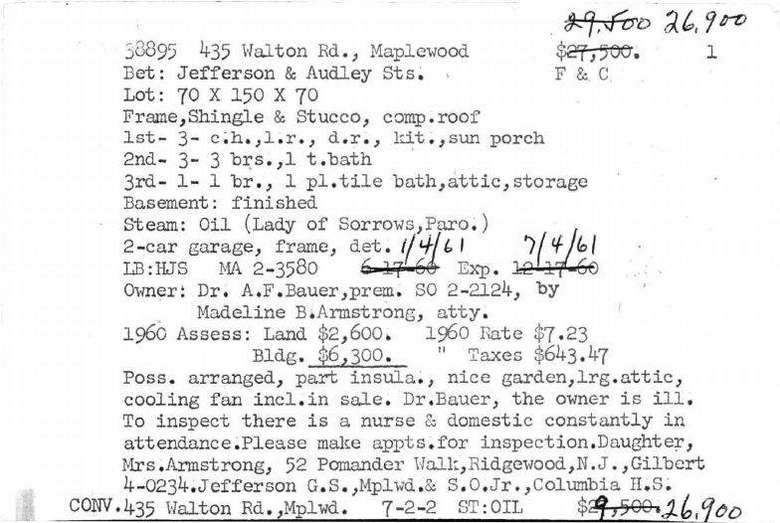 29,500 26,900
38895 435 Walton Rd., Maplewood $27,500. 1
Bet: Jefferson & Audley Sts. F & C
Lot: 70 X 150 X 70
Frame,Shingle & Stucco, comp.roof
1st- 3- c.h.,l.r., d.r., kit.,sun porch
2nd- 3- 3 brs.,1 t.bath
3rd- 1- 1 br., 1 pl.tile bath,attic,storage
Basement: finished
Steam: Oil (Lady of Sorrows,Paro.)
2-car garage, frame, det. 1/4/61 7/4/61
LB:HJS MA 2-3580 6-17-60 Exp. 12-17-60
Owner: Dr. A.F.Bauer,prem. SO 2-2124, by
Madeline B.Armstrong, atty.
1960 Assess: Land $2,600. 1960 Rate $7.23
Bldg. $6,300. " Taxes $643.47
Poss. arranged, part insula., nice garden,lrg.attic,
cooling fan incl.in sale. Dr.Bauer, the owner is ill.
To inspect there is a nurse & domestic constantly in
attendance.Please make appts.for inspection.Daughter,
Mrs.Armstrong, 52 Pomander Walk,Ridgewood,N.J.,Gilbert
4-0234.Jefferson G.S.,Mplwd.& S.O.Jr.,Columbia H.S.
CONV.435 Walton Rd.,Mplwd. 7-2-2 ST:OIL $29,500. 26,900